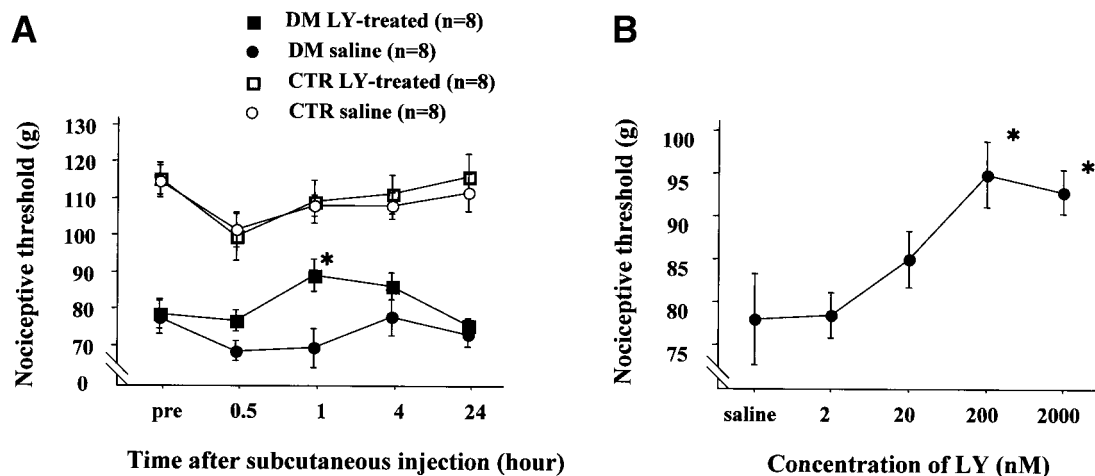 A
DM LY-treated (n=8)
DM saline (n=8)
CTR LY-treated (n=8)
CTR saline (n=8)
Nociceptive threshold (g)
130
120
110
100
90
80
70
0
*
pre 0.5 1 4 24
Time after subcutaneous injection (hour)
B
Nociceptive threshold (g)
100
95
90
85
80
75
* *
saline 2 20 200 2000
Concentration of LY (nM)